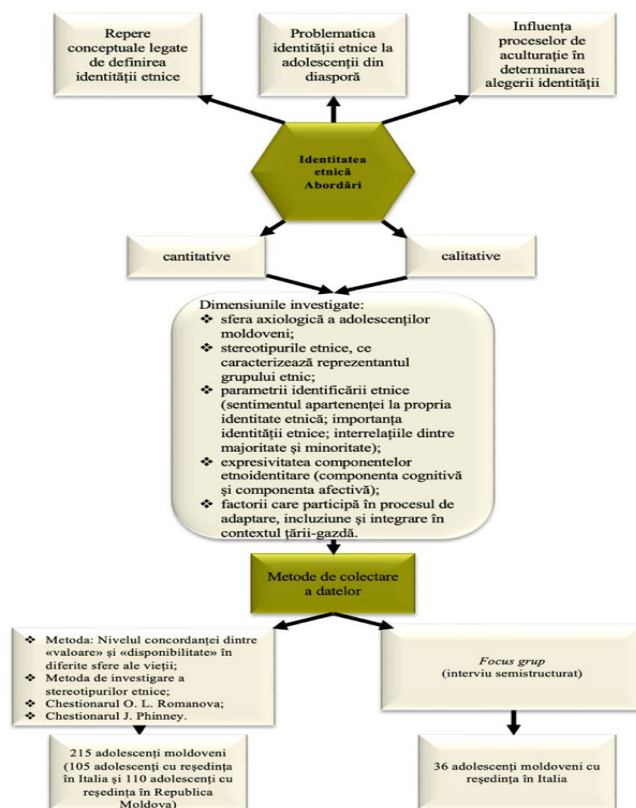 Repere
conceptuale legate
de definirea
identității etnice
Problematica
identității etnice la
adolescenții din
diasporă
Influența
proceselor de
aculturație în
determinarea
alegerii identității
Identitatea
etnică
Abordări
cantitative
calitative
Dimensiunile investigate:
❖ sfera axiologică a adolescenților
moldoveni;
❖ stereotipurile etnice, ce
caracterizează reprezentantul
grupului etnic;
❖ parametrii identificării etnice
(sentimentul apartenenței la propria
identitate etnică; importanța
identității etnice; interrelațiile dintre
majoritate și minoritate);
❖ expresivitatea componentelor
etnoidentitare (componenta cognitivă
și componenta afectivă);
❖ factorii care participă în procesul de
adaptare, incluziune și integrare în
contextul țării-gazdă.
Metode de colectare
a datelor
❖ Metoda: Nivelul concordanței dintre
«valoare» și «disponibilitate» în
diferite sfere ale vieții;
❖ Metoda de investigare a
stereotipurilor etnice;
❖ Chestionarul O. L. Romanova;
❖ Chestionarul J. Phinney.
Focus grup
(interviu semistructurat)
215 adolescenți moldoveni
(105 adolescenți cu reședința
în Italia și 110 adolescenți cu
reședința în Republica
Moldova)
36 adolescenți moldoveni cu
reședința în Italia